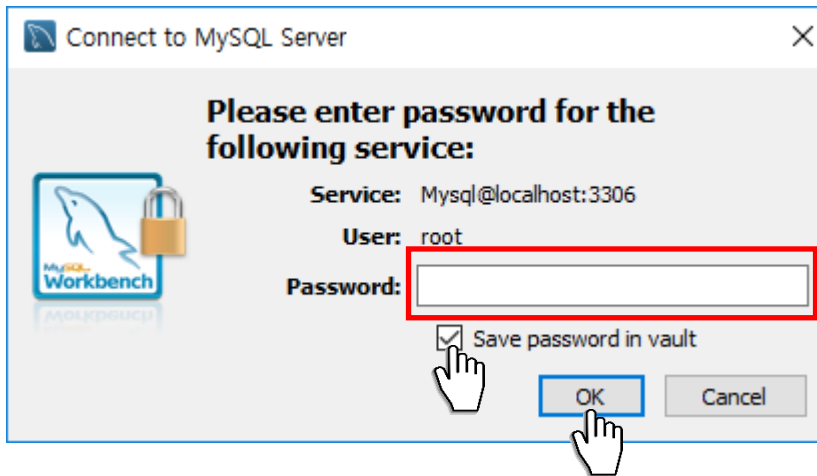 Connect to MySQL Server
Please enter password for the
following service:
Service: Mysql@localhost:3306
User: root
MySQL
Workbench
Password:
Save password in vault
OK Cancel